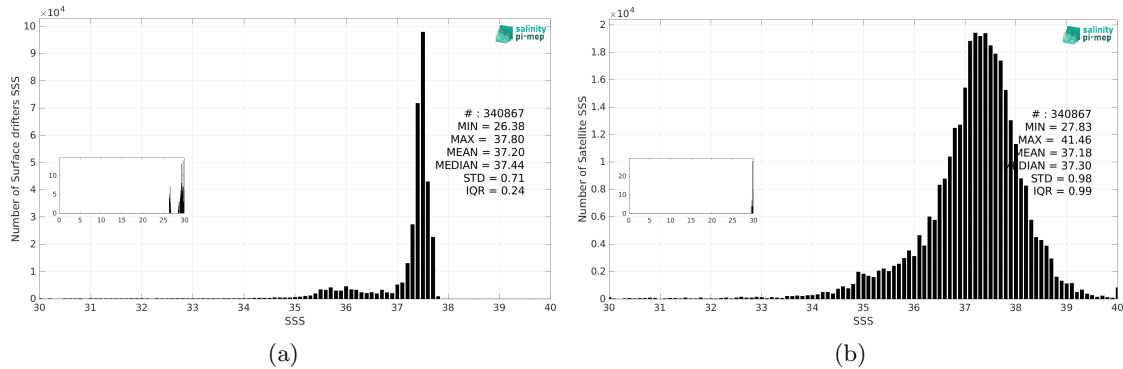 ×10^4
salinity
pi-mep
Number of Surface drifters SSS
10
9
8
7
6
5
4
3
2
1
0
# : 340867
MIN = 26.38
MAX = 37.80
MEAN = 37.20
MEDIAN = 37.44
STD = 0.71
IQR = 0.24
10
5
0
0 5 10 15 20 25 30
30 31 32 33 34 35 36 37 38 39 40
SSS
(a)
×10^4
salinity
pi-mep
Number of Satellite SSS
2
1.8
1.6
1.4
1.2
1
0.8
0.6
0.4
0.2
0
# : 340867
MIN = 27.83
MAX = 41.46
MEAN = 37.18
MEDIAN = 37.30
STD = 0.98
IQR = 0.99
20
10
0
0 5 10 15 20 25 30
30 31 32 33 34 35 36 37 38 39 40
SSS
(b)